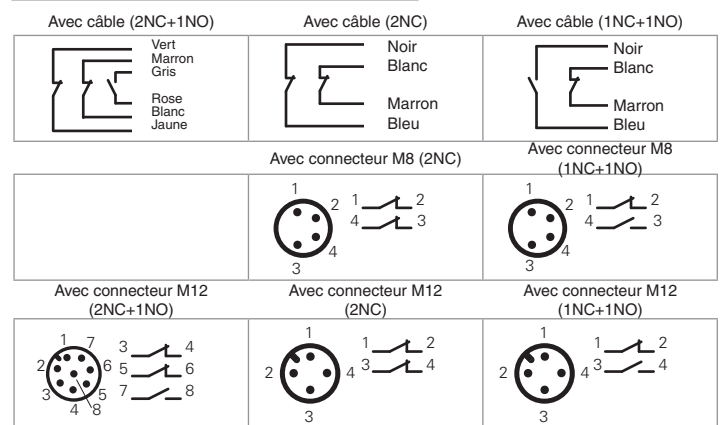 Avec câble (2NC+1NO)
Avec câble (2NC)
Avec câble (1NC+1NO)
Vert
Marron
Gris
Rose
Blanc
Jaune
Noir
Blanc
Marron
Bleu
Noir
Blanc
Marron
Bleu
Avec connecteur M8 (2NC)
Avec connecteur M8
(1NC+1NO)
1
2
4
3
1 2
4 3
1
2
4
3
1 2
4 3
Avec connecteur M12
(2NC+1NO)
Avec connecteur M12
(2NC)
Avec connecteur M12
(1NC+1NO)
1 7
2 6
3 5
4 8
3 4
5 6
7 8
1
2 4
3
1 2
3 4
1
2 4
3
1 2
3 4